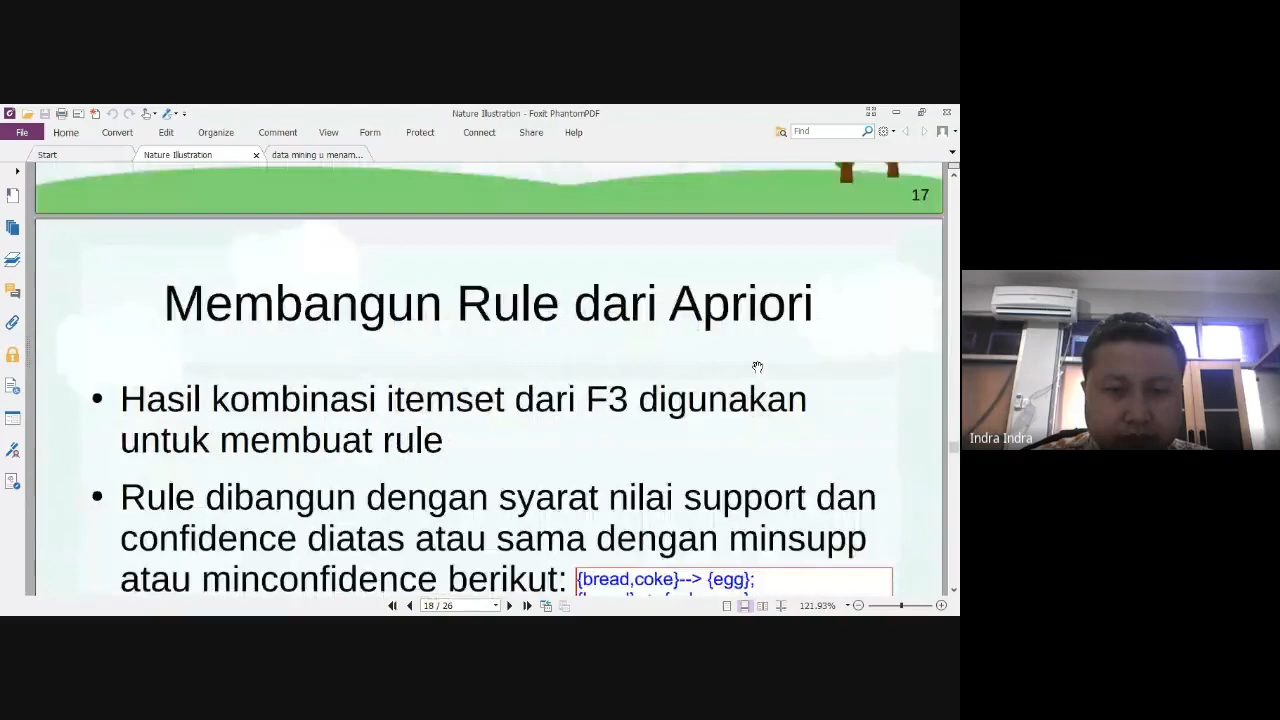 Nature Illustration - Foxit PhantomPDF
File Home Convert Edit Organize Comment View Form Protect Connect Share Help Find
Start Nature Illustration data mining u menam...
17
Membangun Rule dari Apriori
• Hasil kombinasi itemset dari F3 digunakan
untuk membuat rule
• Rule dibangun dengan syarat nilai support dan
confidence diatas atau sama dengan minsupp
atau minconfidence berikut: {bread,coke}--> {egg};
18 / 26 121.93%
Indra Indra